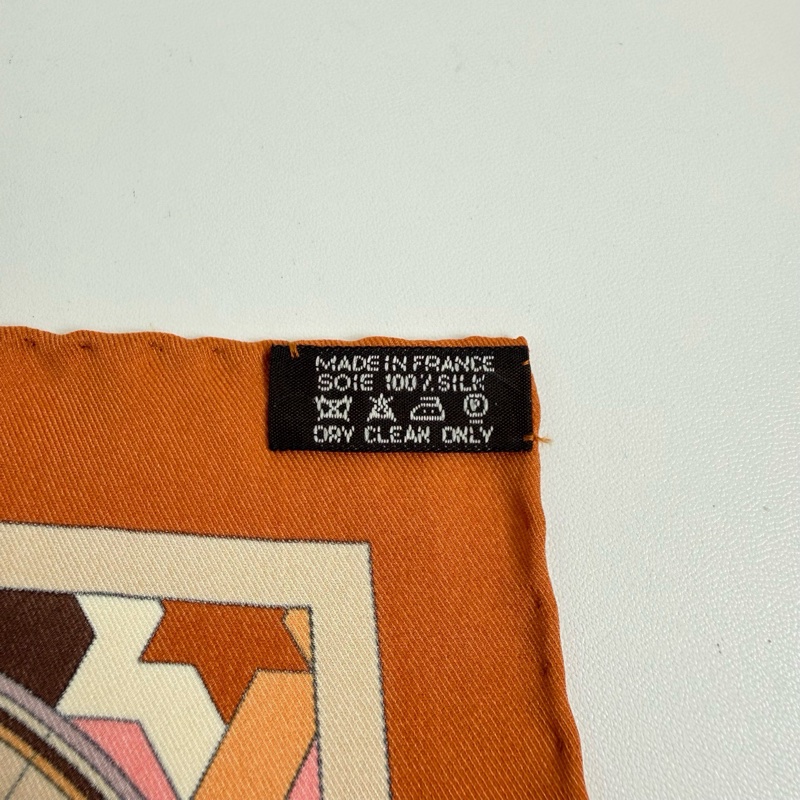 MADE IN FRANCE
SOIE 100% SILK
P
DRY CLEAN ONLY